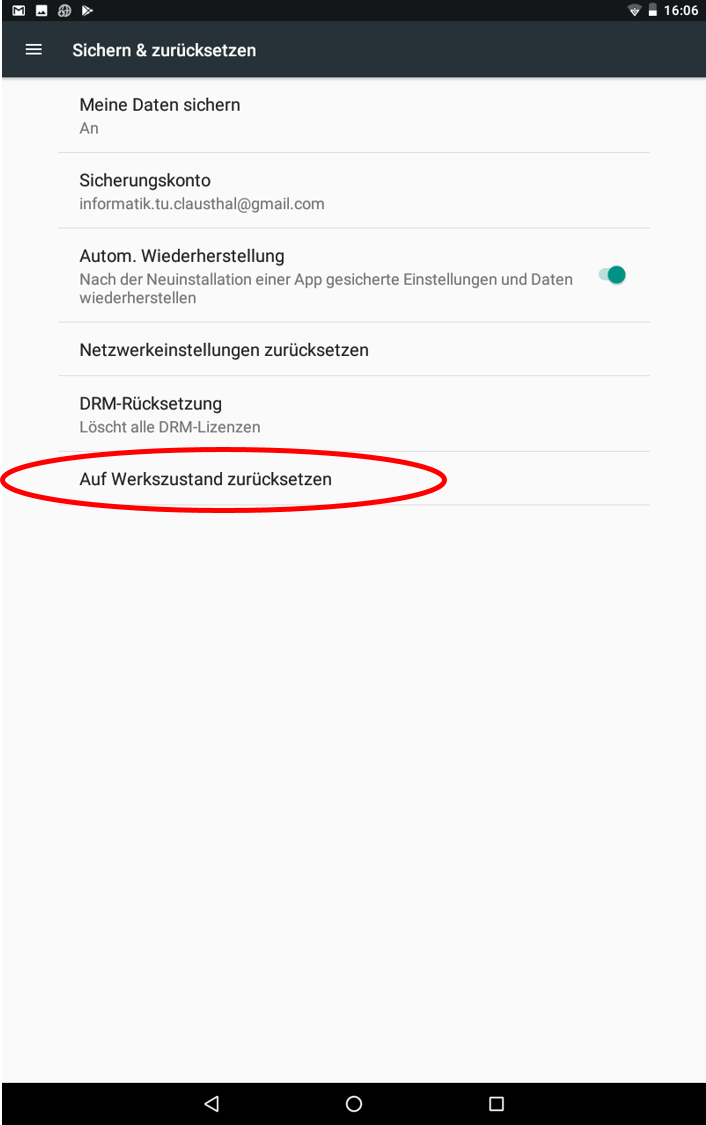 16:06
Sichern & zurücksetzen
Meine Daten sichern
An
Sicherungskonto
informatik.tu.clausthal@gmail.com
Autom. Wiederherstellung
Nach der Neuinstallation einer App gesicherte Einstellungen und Daten
wiederherstellen
Netzwerkeinstellungen zurücksetzen
DRM-Rücksetzung
Löscht alle DRM-Lizenzen
Auf Werkszustand zurücksetzen